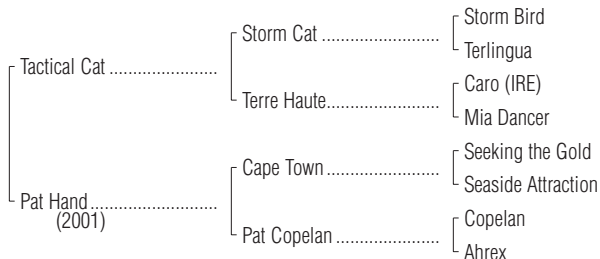 Storm Bird
Storm Cat ........................
Terlingua
Tactical Cat ......................
Caro (IRE)
Terre Haute.......................
Mia Dancer
Seeking the Gold
Cape Town .......................
Seaside Attraction
Pat Hand ..........................
(2001)
Copelan
Pat Copelan .....................
Ahrex